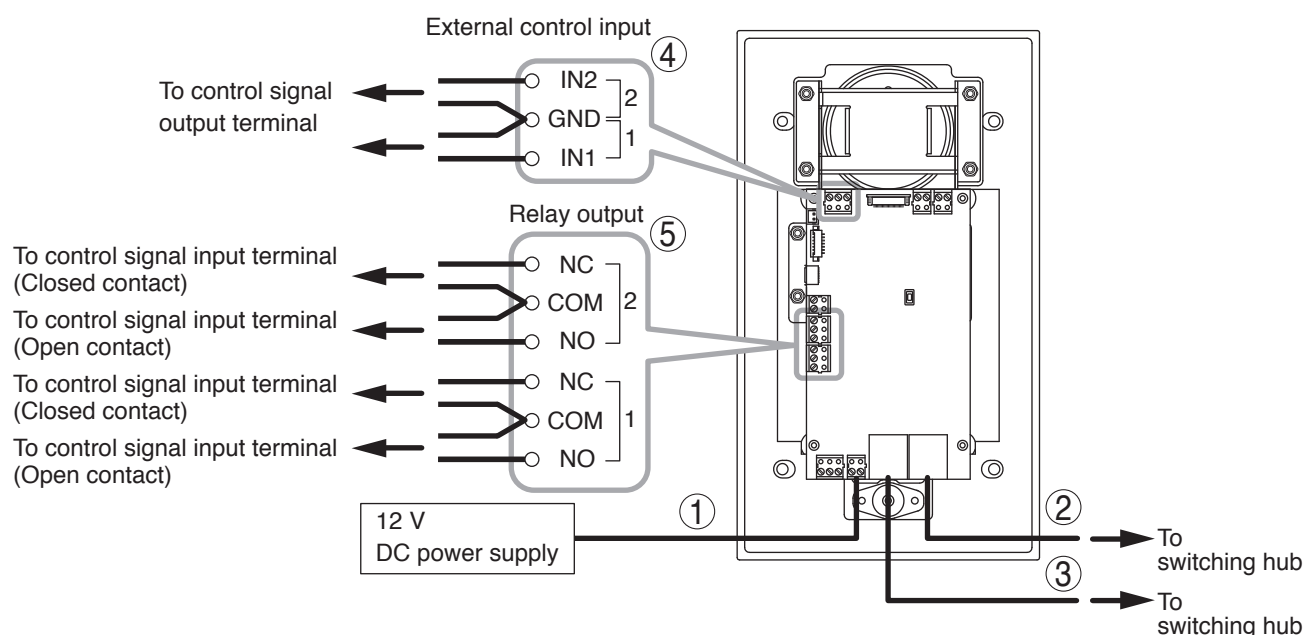 External control input
④
To control signal
output terminal
IN2
GND
IN1
2
1
Relay output
⑤
To control signal input terminal
(Closed contact)
To control signal input terminal
(Open contact)
To control signal input terminal
(Closed contact)
To control signal input terminal
(Open contact)
NC
COM
NO
2
NC
COM
NO
1
12 V
DC power supply
①
②
To
switching hub
③
To
switching hub